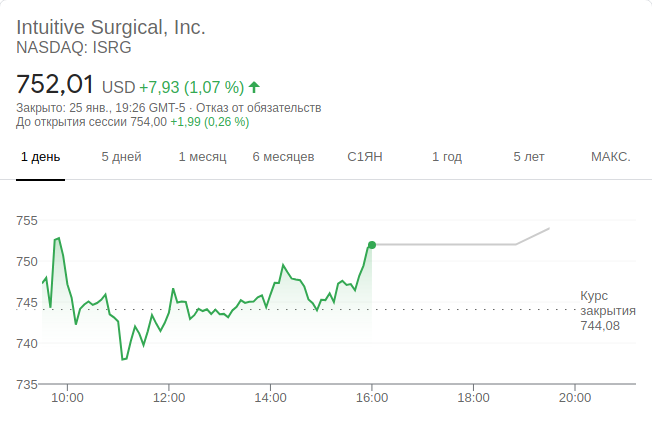 Intuitive Surgical, Inc.
NASDAQ: ISRG
752,01 USD +7,93 (1,07 %)
Закрыто: 25 янв., 19:26 GMT-5 · Отказ от обязательств
До открытия сессии 754,00 +1,99 (0,26 %)
1 день 5 дней 1 месяц 6 месяцев С1ЯН 1 год 5 лет МАКС.
755
750
745
740
735
Курс
закрытия
744,08
10:00 12:00 14:00 16:00 18:00 20:00